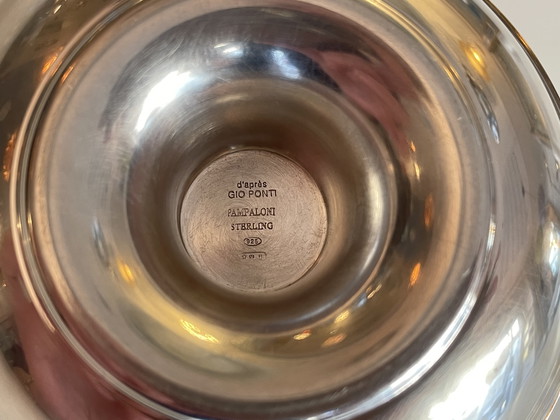 d'après
GIO PONTI
PAMPALONI
STERLING
925